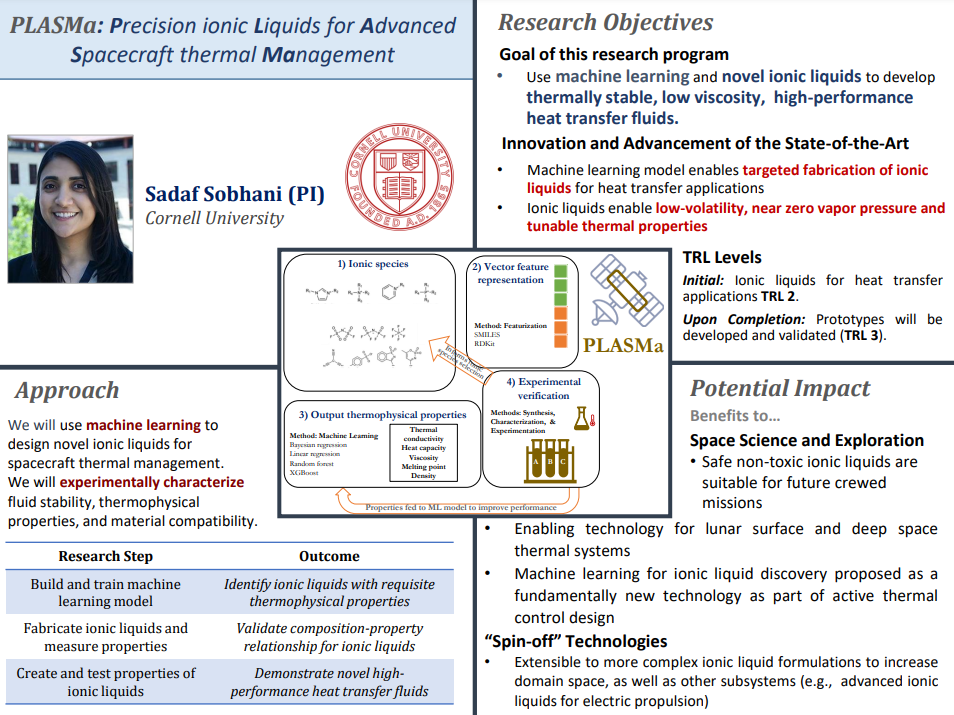 PLASMa: Precision ionic Liquids for Advanced
Spacecraft thermal Management
Sadaf Sobhani (PI)
Cornell University
CORNELL UNIVERSITY
FOUNDED A.D. 1865
Research Objectives
Goal of this research program
• Use machine learning and novel ionic liquids to develop
thermally stable, low viscosity, high-performance
heat transfer fluids.
Innovation and Advancement of the State-of-the-Art
• Machine learning model enables targeted fabrication of ionic
liquids for heat transfer applications
• Ionic liquids enable low-volatility, near zero vapor pressure and
tunable thermal properties
TRL Levels
Initial: Ionic liquids for heat transfer
applications TRL 2.
Upon Completion: Prototypes will be
developed and validated (TRL 3).
1) Ionic species
2) Vector feature
representation
Method: Featurization
SMILES
RDKit
PLASMa
Informs ionic
species selection
3) Output thermophysical properties
Method: Machine Learning
Bayesian regression
Linear regression
Random forest
XGBoost
Thermal
conductivity
Heat capacity
Viscosity
Melting point
Density
4) Experimental
verification
Methods: Synthesis,
Characterization, &
Experimentation
A B C
Properties fed to ML model to improve performance
Approach
We will use machine learning to
design novel ionic liquids for
spacecraft thermal management.
We will experimentally characterize
fluid stability, thermophysical
properties, and material compatibility.
Research Step Outcome
Build and train machine
learning model
Identify ionic liquids with requisite
thermophysical properties
Fabricate ionic liquids and
measure properties
Validate composition-property
relationship for ionic liquids
Create and test properties of
ionic liquids
Demonstrate novel high-
performance heat transfer fluids
Potential Impact
Benefits to…
Space Science and Exploration
• Safe non-toxic ionic liquids are
suitable for future crewed
missions
• Enabling technology for lunar surface and deep space
thermal systems
• Machine learning for ionic liquid discovery proposed as a
fundamentally new technology as part of active thermal
control design
“Spin-off” Technologies
• Extensible to more complex ionic liquid formulations to increase
domain space, as well as other subsystems (e.g., advanced ionic
liquids for electric propulsion)